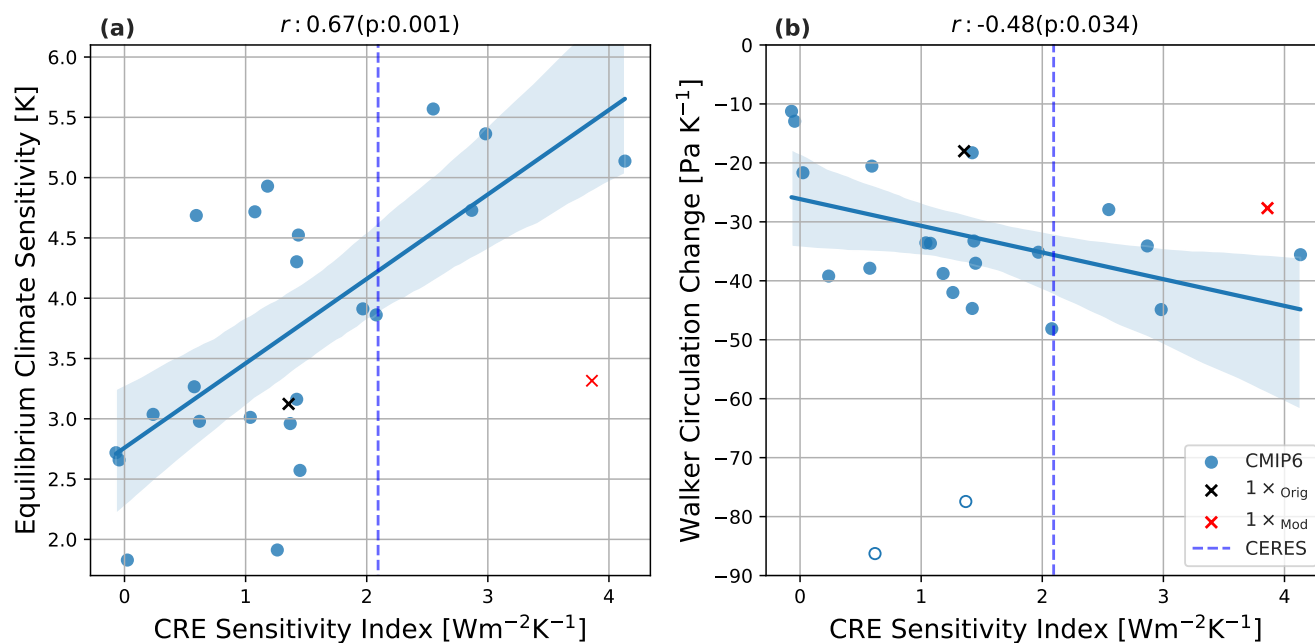 (a)
r : 0.67(p:0.001)
Equilibrium Climate Sensitivity [K]
6.0
5.5
5.0
4.5
4.0
3.5
3.0
2.5
2.0
0 1 2 3 4
CRE Sensitivity Index [Wm⁻²K⁻¹]
(b)
r : -0.48(p:0.034)
Walker Circulation Change [Pa K⁻¹]
0
−10
−20
−30
−40
−50
−60
−70
−80
−90
CMIP6
1 × Orig
1 × Mod
CERES
0 1 2 3 4
CRE Sensitivity Index [Wm⁻²K⁻¹]